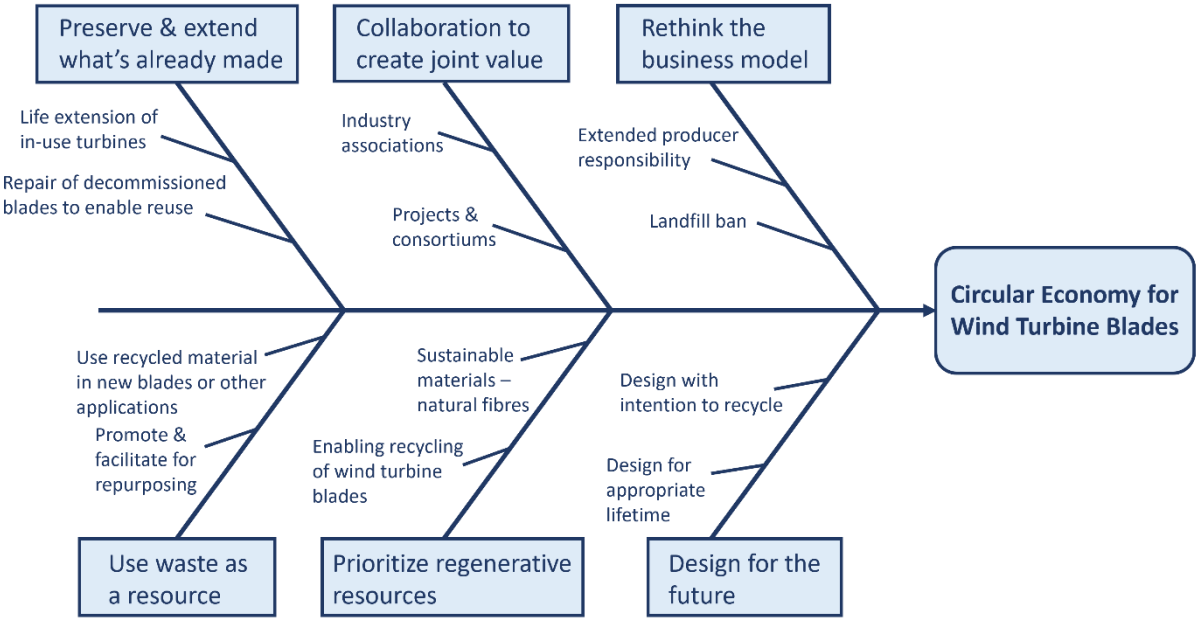 Preserve & extend
what's already made
Collaboration to
create joint value
Rethink the
business model
Life extension of
in-use turbines
Repair of decommissioned
blades to enable reuse
Industry
associations
Projects &
consortiums
Extended producer
responsibility
Landfill ban
Circular Economy for
Wind Turbine Blades
Use recycled material
in new blades or other
applications
Promote &
facilitate for
repurposing
Sustainable
materials –
natural fibres
Enabling recycling
of wind turbine
blades
Design with
intention to recycle
Design for
appropriate
lifetime
Use waste as
a resource
Prioritize regenerative
resources
Design for the
future